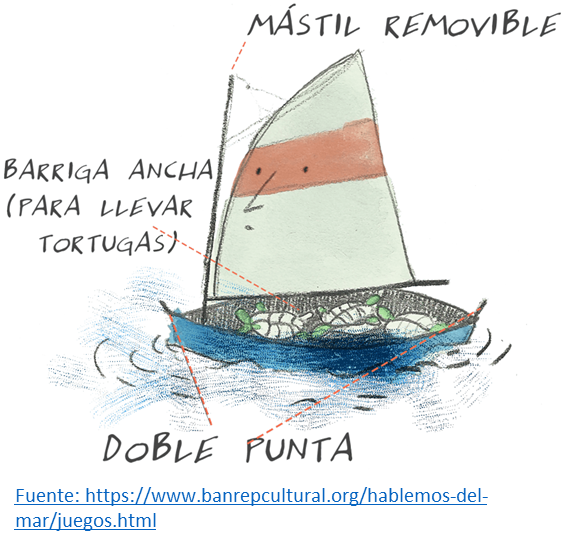 MÁSTIL REMOVIBLE
BARRIGA ANCHA
(PARA LLEVAR
TORTUGAS)
DOBLE PUNTA
Fuente: https://www.banrepcultural.org/hablemos-del-
mar/juegos.html